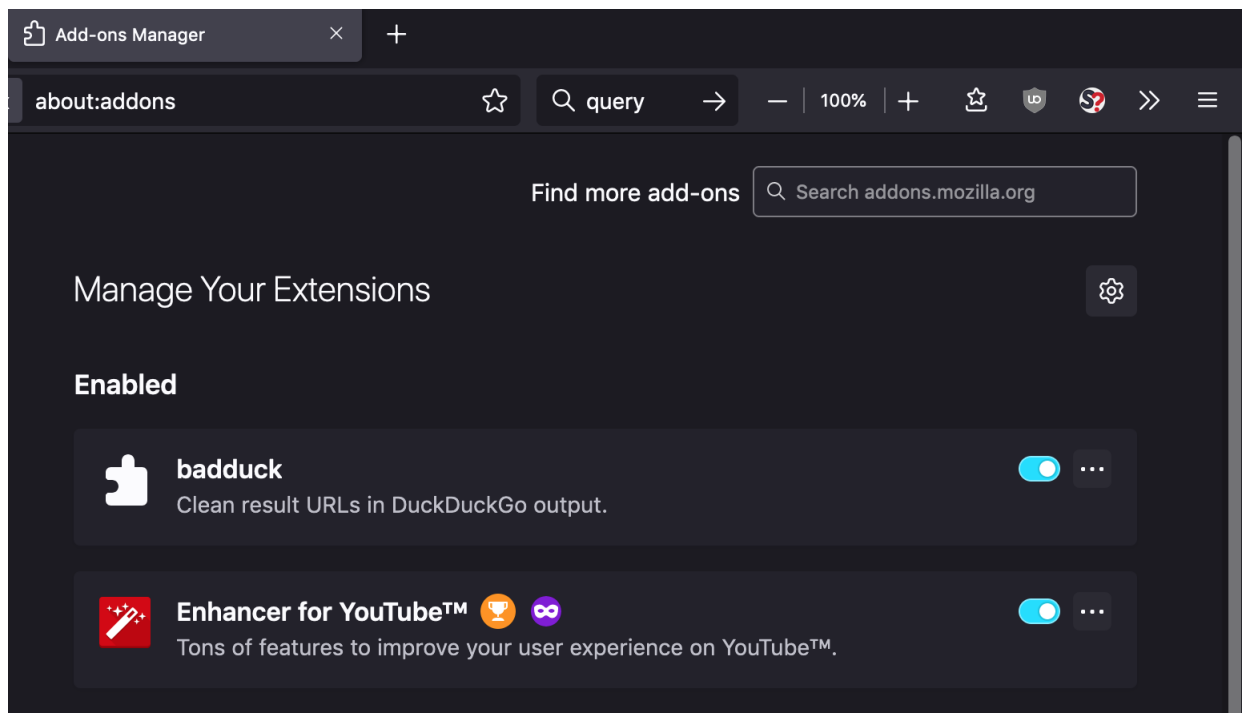 Add-ons Manager
about:addons
query
100%
Find more add-ons
Search addons.mozilla.org
Manage Your Extensions
Enabled
badduck
Clean result URLs in DuckDuckGo output.
Enhancer for YouTube™
Tons of features to improve your user experience on YouTube™.